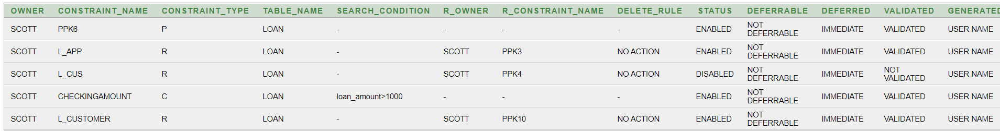 OWNER CONSTRAINT_NAME CONSTRAINT_TYPE TABLE_NAME SEARCH_CONDITION R_OWNER R_CONSTRAINT_NAME DELETE_RULE STATUS DEFERRABLE DEFERRED VALIDATED GENERATED
SCOTT PPK6 P LOAN - - - - ENABLED NOT DEFERRABLE IMMEDIATE VALIDATED USER NAME
SCOTT L_APP R LOAN - SCOTT PPK3 NO ACTION ENABLED NOT DEFERRABLE IMMEDIATE VALIDATED USER NAME
SCOTT L_CUS R LOAN - SCOTT PPK4 NO ACTION DISABLED NOT DEFERRABLE IMMEDIATE NOT VALIDATED USER NAME
SCOTT CHECKINGAMOUNT C LOAN loan_amount>1000 - - - ENABLED NOT DEFERRABLE IMMEDIATE VALIDATED USER NAME
SCOTT L_CUSTOMER R LOAN - SCOTT PPK10 NO ACTION ENABLED NOT DEFERRABLE IMMEDIATE VALIDATED USER NAME